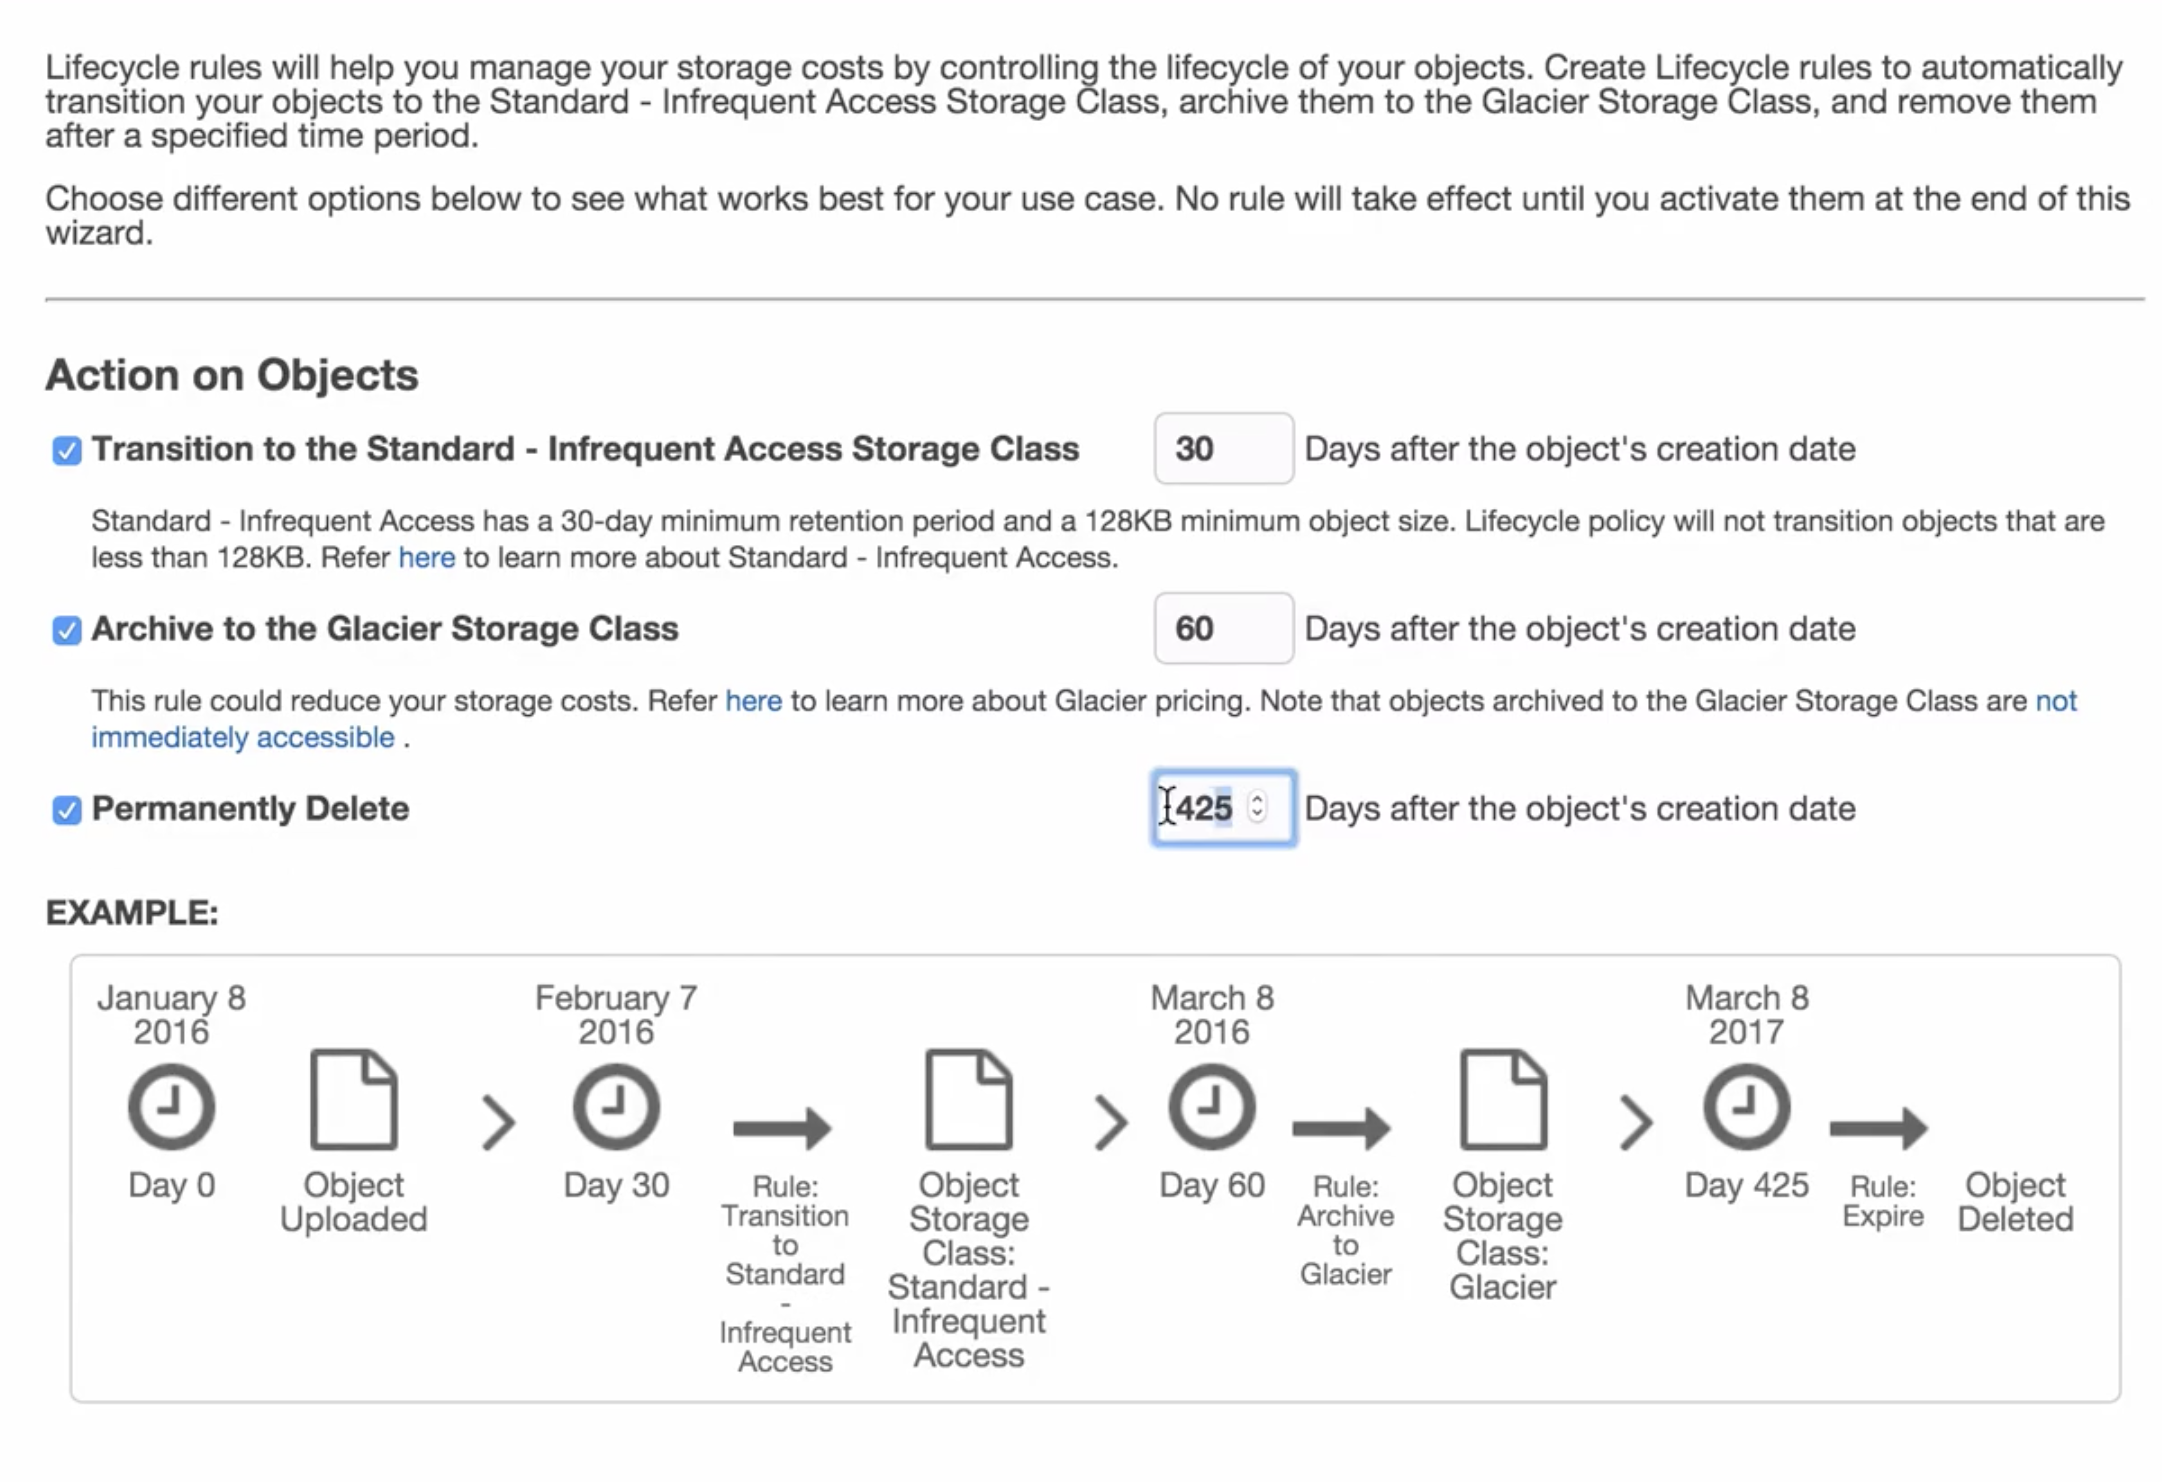 Lifecycle rules will help you manage your storage costs by controlling the lifecycle of your objects. Create Lifecycle rules to automatically
transition your objects to the Standard - Infrequent Access Storage Class, archive them to the Glacier Storage Class, and remove them
after a specified time period.
Choose different options below to see what works best for your use case. No rule will take effect until you activate them at the end of this
wizard.
Action on Objects
Transition to the Standard - Infrequent Access Storage Class 30 Days after the object's creation date
Standard - Infrequent Access has a 30-day minimum retention period and a 128KB minimum object size. Lifecycle policy will not transition objects that are
less than 128KB. Refer here to learn more about Standard - Infrequent Access.
Archive to the Glacier Storage Class 60 Days after the object's creation date
This rule could reduce your storage costs. Refer here to learn more about Glacier pricing. Note that objects archived to the Glacier Storage Class are not
immediately accessible .
Permanently Delete 425 Days after the object's creation date
EXAMPLE:
January 8
2016
Day 0
Object
Uploaded
February 7
2016
Day 30
Rule:
Transition
to
Standard
-
Infrequent
Access
Object
Storage
Class:
Standard -
Infrequent
Access
March 8
2016
Day 60
Rule:
Archive
to
Glacier
Object
Storage
Class:
Glacier
March 8
2017
Day 425
Rule:
Expire
Object
Deleted